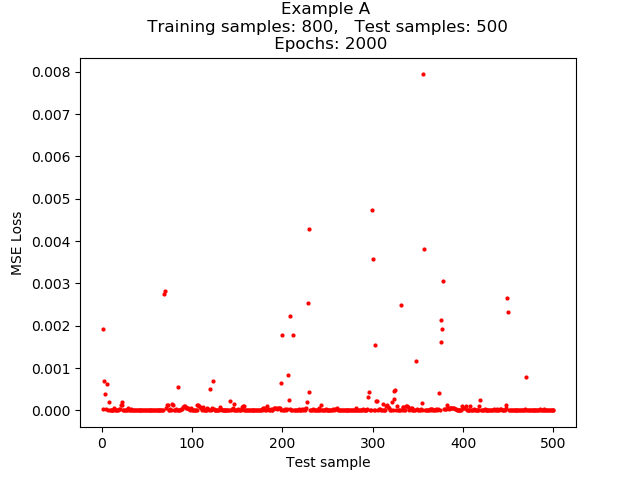 Example A
Training samples: 800,   Test samples: 500
Epochs: 2000
0.008
0.007
0.006
0.005
0.004
0.003
0.002
0.001
0.000
MSE Loss
0 100 200 300 400 500
Test sample